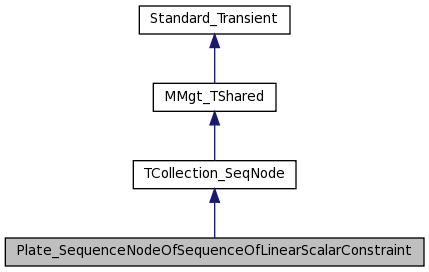 Standard_Transient
MMgt_TShared
TCollection_SeqNode
Plate_SequenceNodeOfSequenceOfLinearScalarConstraint